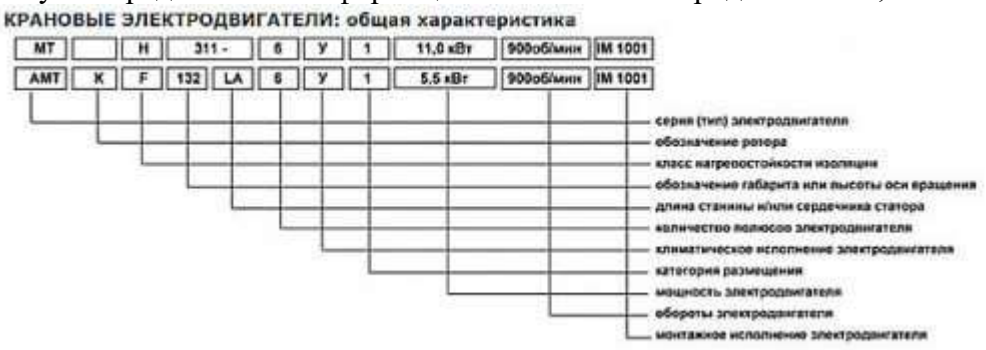 КРАНОВЫЕ ЭЛЕКТРОДВИГАТЕЛИ: общая характеристика
МТ Н 311 - 6 У 1 11,0 кВт 900об/мин IM 1001
АМТ К F 132 LA 6 У 1 5,5 кВт 900об/мин IM 1001
серия (тип) электродвигателя
обозначение ротора
класс нагревостойкости изоляции
обозначение габарита или высоты оси вращения
длина станины и/или сердечника статора
количество полюсов электродвигателя
климатическое исполнение электродвигателя
категория размещения
мощность электродвигателя
обороты электродвигателя
монтажное исполнение электродвигателя